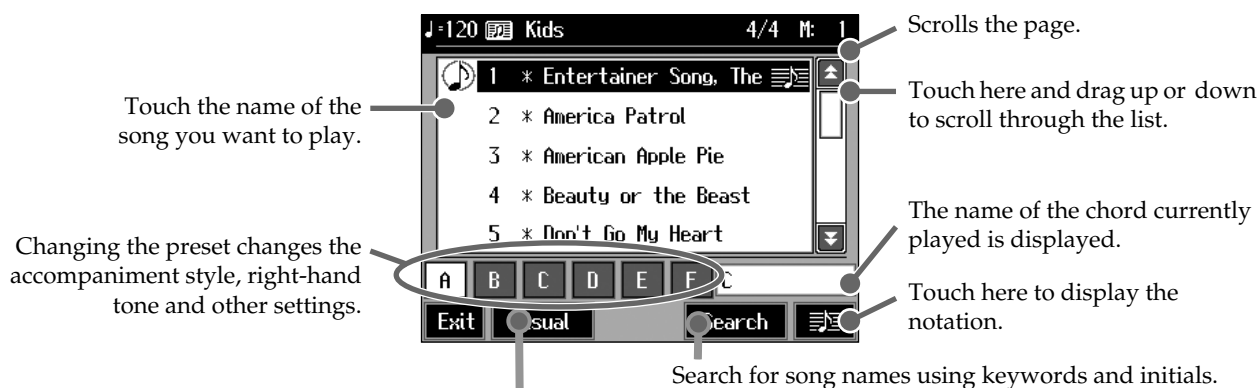 ♩=120 Kids 4/4 M: 1
Scrolls the page.
1 * Entertainer Song, The
Touch the name of the
song you want to play.
Touch here and drag up or down
to scroll through the list.
2 * America Patrol
3 * American Apple Pie
4 * Beauty or the Beast
5 * Don't Go My Heart
The name of the chord currently
played is displayed.
Changing the preset changes the
accompaniment style, right-hand
tone and other settings.
A B C D E F C
Touch here to display the
notation.
Exit sual earch
Search for song names using keywords and initials.